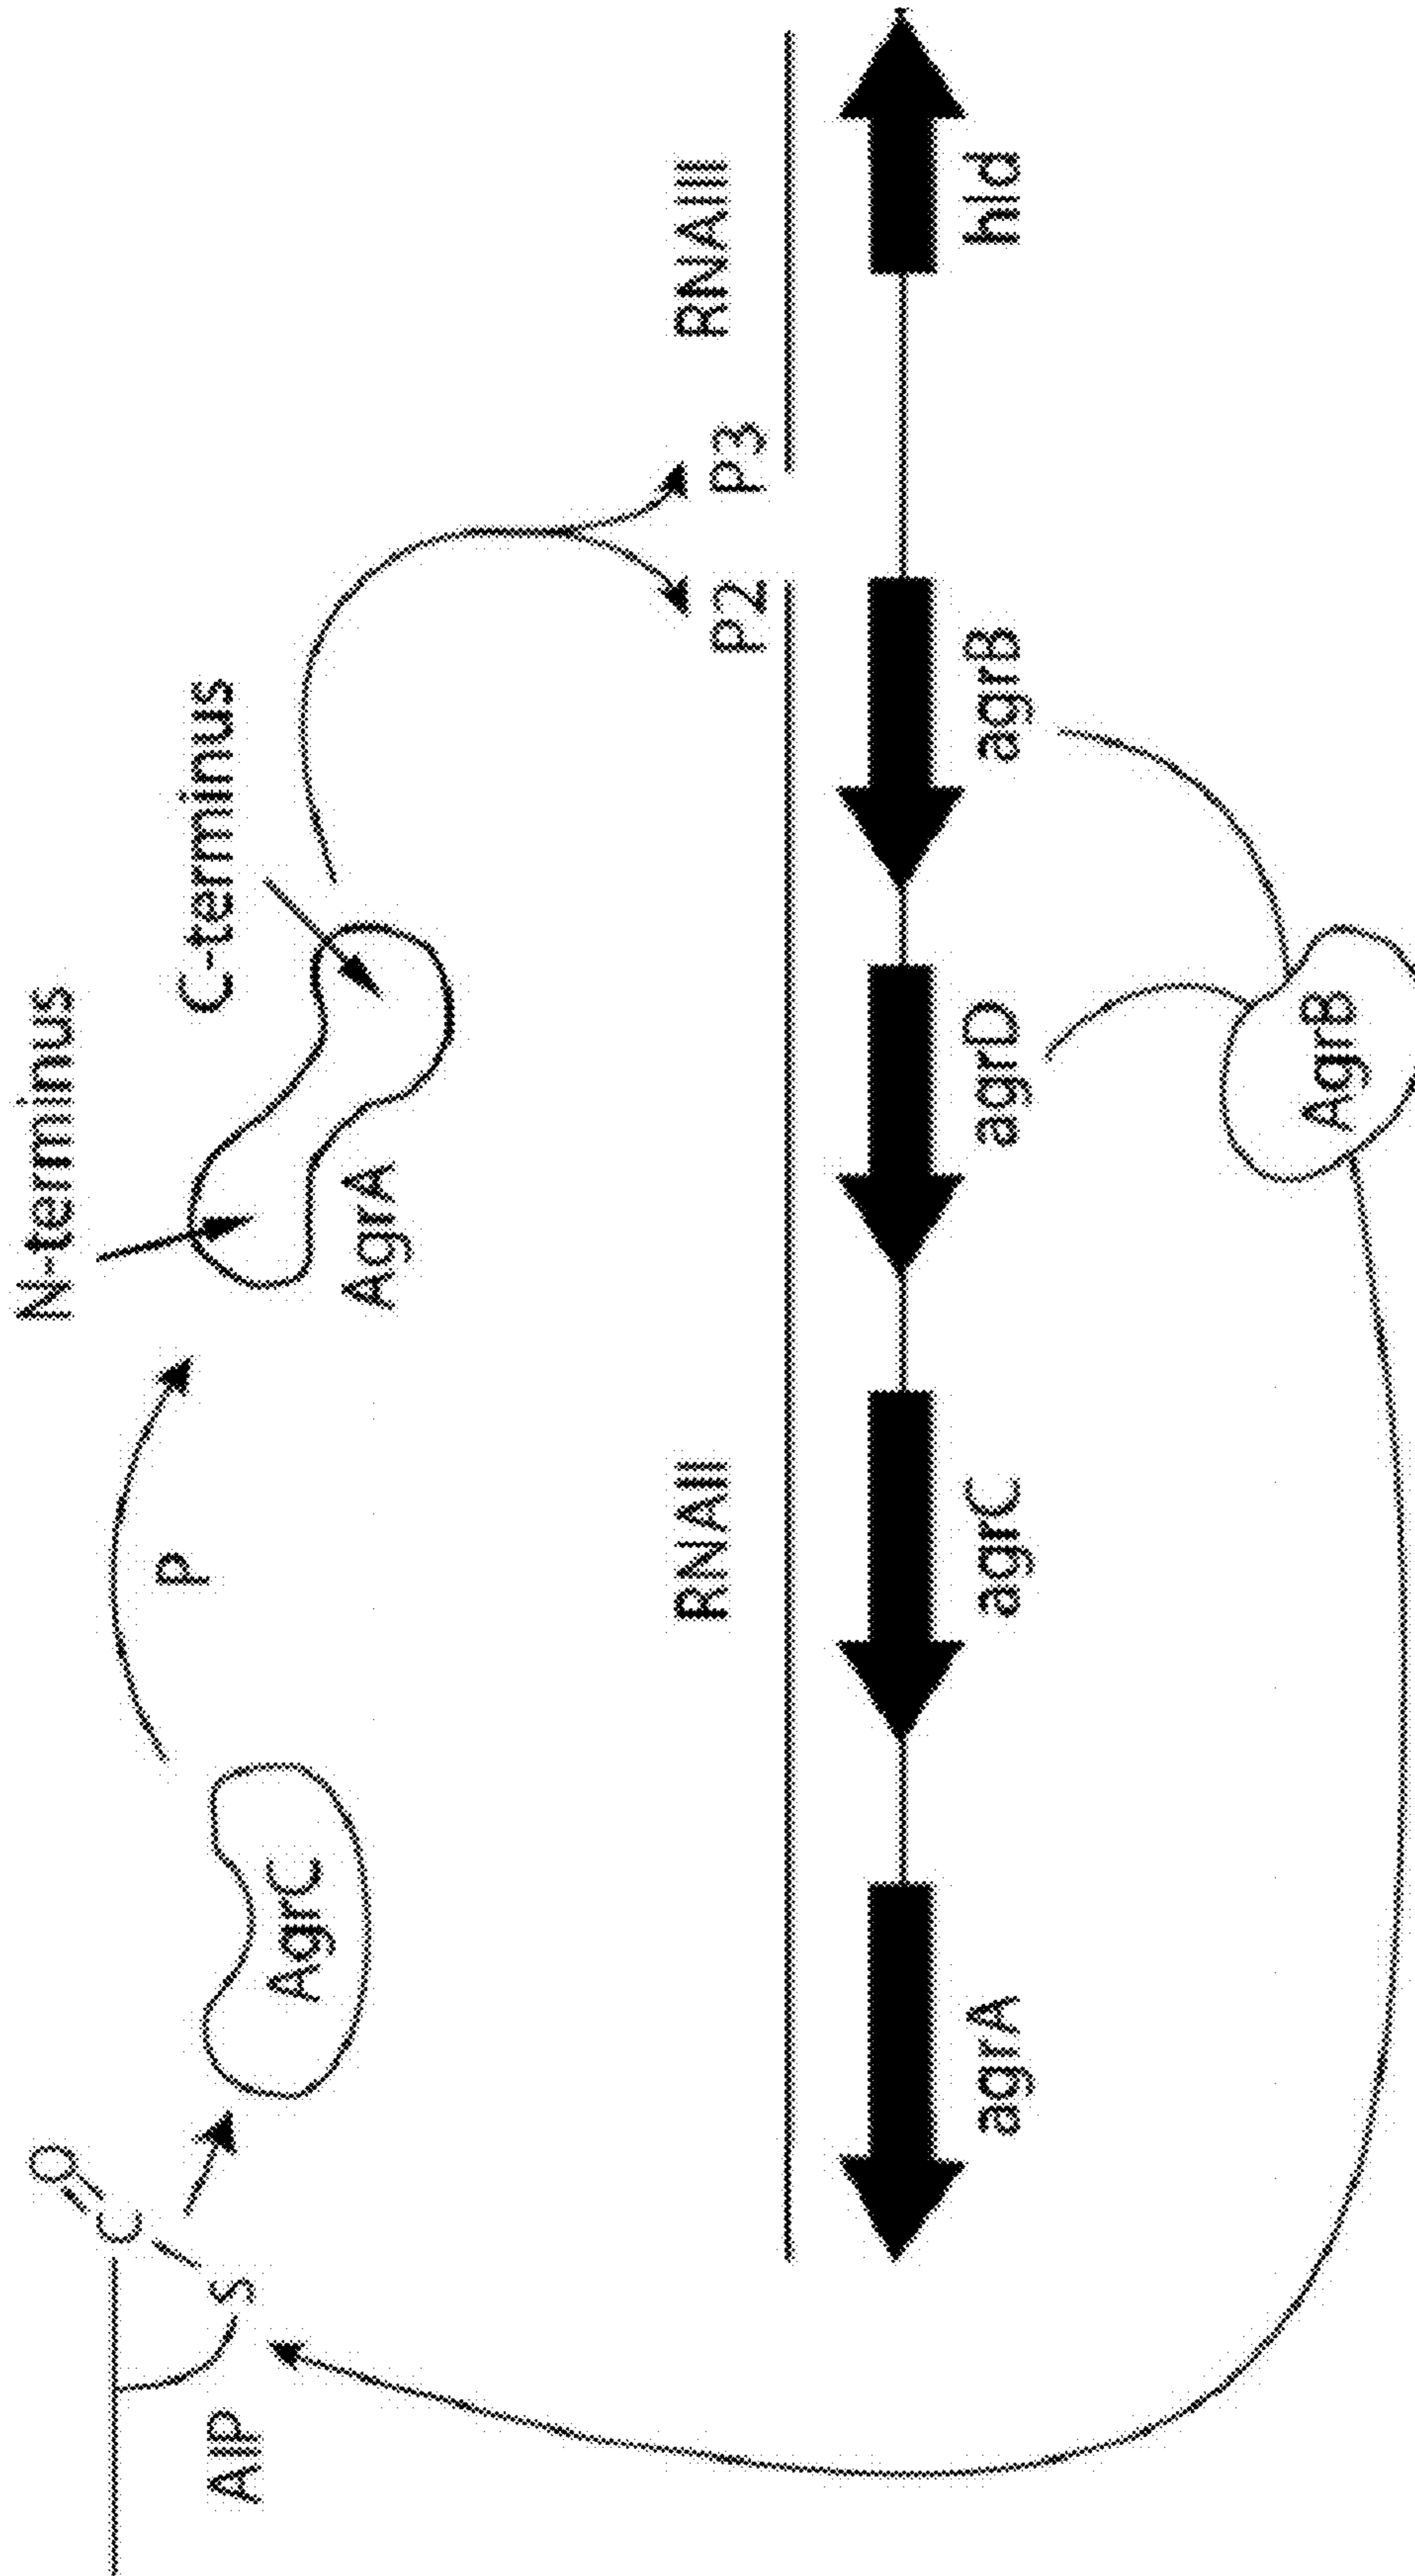 N-terminus
C-terminus
O
C
S
AIP
AgrC
P
AgrA
P2
P3
RNAII
RNAIII
agrA
agrC
agrD
agrB
hld
AgrB